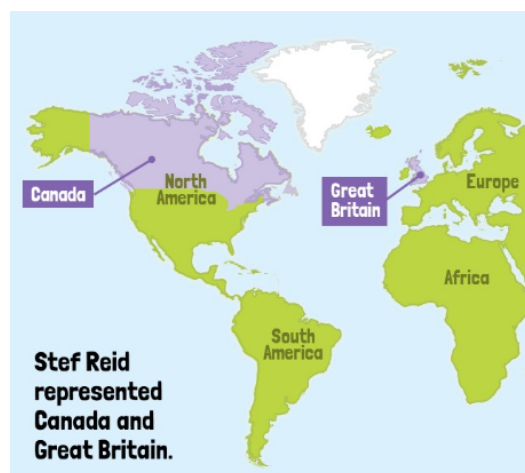 Canada
North
America
Great
Britain
Europe
Africa
South
America
Stef Reid
represented
Canada and
Great Britain.